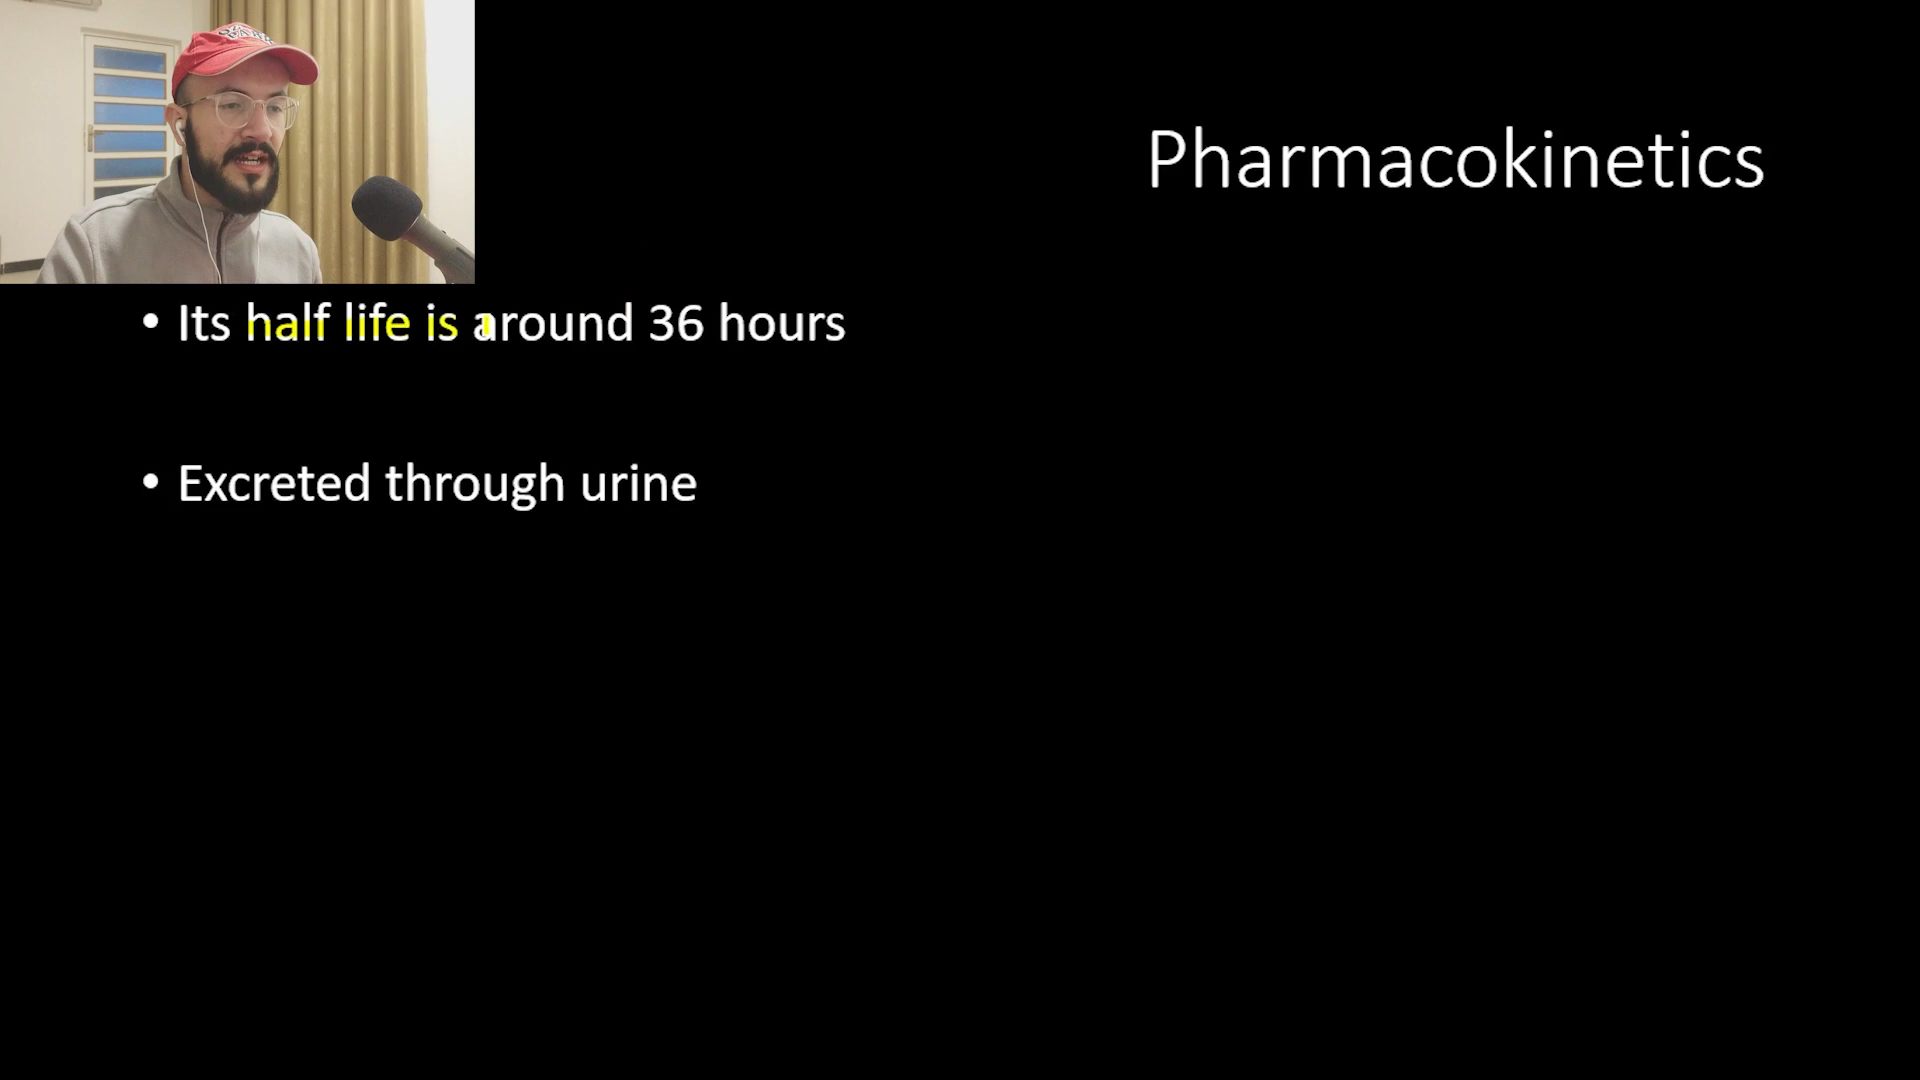 Pharmacokinetics
• Its half life is around 36 hours
• Excreted through urine